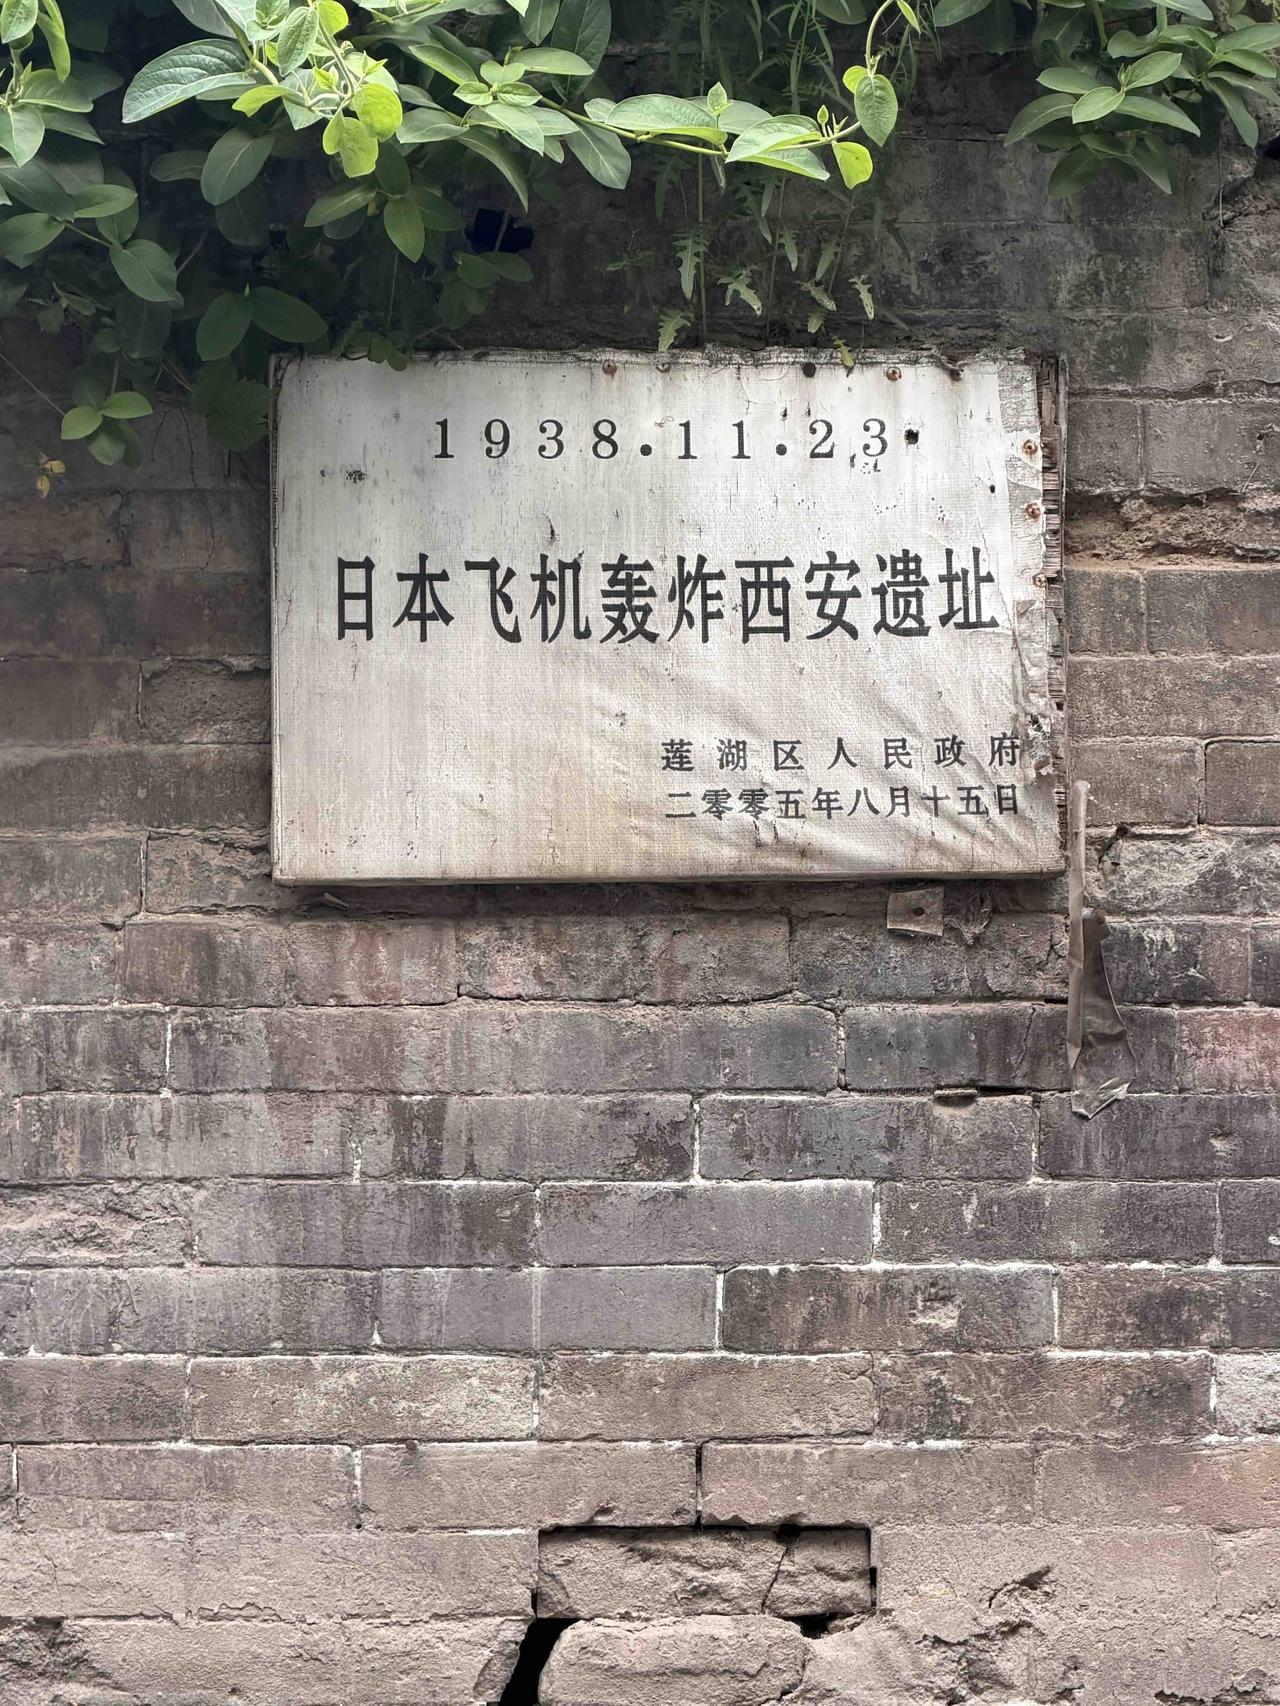 1938.11.23
日本飞机轰炸西安遗址
莲湖区人民政府
二零零五年八月十五日